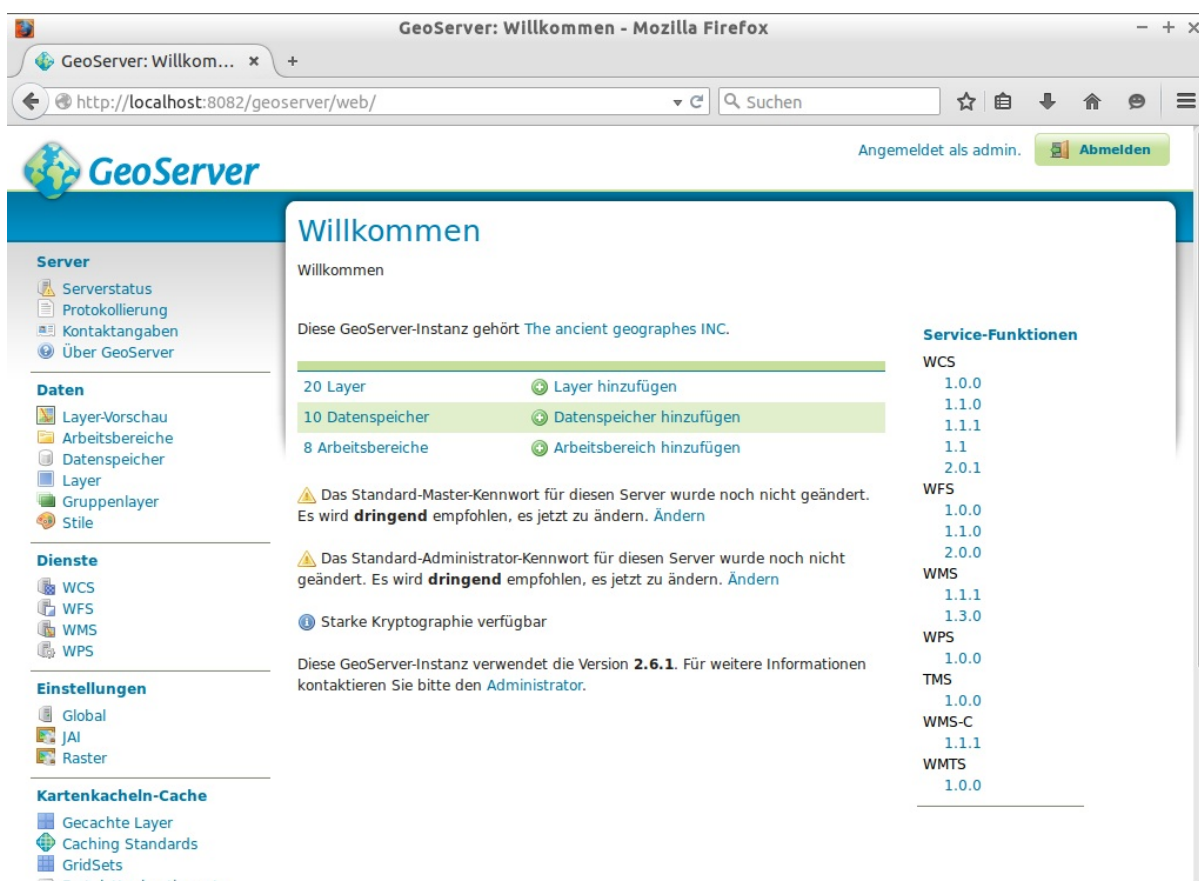 GeoServer: Willkommen - Mozilla Firefox
GeoServer: Willkom...
http://localhost:8082/geoserver/web/
Suchen
GeoServer
Angemeldet als admin.
Abmelden
Server
Serverstatus
Protokollierung
Kontaktangaben
Über GeoServer
Daten
Layer-Vorschau
Arbeitsbereiche
Datenspeicher
Layer
Gruppenlayer
Stile
Dienste
WCS
WFS
WMS
WPS
Einstellungen
Global
JAI
Raster
Kartenkacheln-Cache
Gecachte Layer
Caching Standards
GridSets
Willkommen
Willkommen
Diese GeoServer-Instanz gehört The ancient geographes INC.
20 Layer Layer hinzufügen
10 Datenspeicher Datenspeicher hinzufügen
8 Arbeitsbereiche Arbeitsbereich hinzufügen
Das Standard-Master-Kennwort für diesen Server wurde noch nicht geändert.
Es wird dringend empfohlen, es jetzt zu ändern. Ändern
Das Standard-Administrator-Kennwort für diesen Server wurde noch nicht
geändert. Es wird dringend empfohlen, es jetzt zu ändern. Ändern
Starke Kryptographie verfügbar
Diese GeoServer-Instanz verwendet die Version 2.6.1. Für weitere Informationen
kontaktieren Sie bitte den Administrator.
Service-Funktionen
WCS
1.0.0
1.1.0
1.1.1
1.1
2.0.1
WFS
1.0.0
1.1.0
2.0.0
WMS
1.1.1
1.3.0
WPS
1.0.0
TMS
1.0.0
WMS-C
1.1.1
WMTS
1.0.0